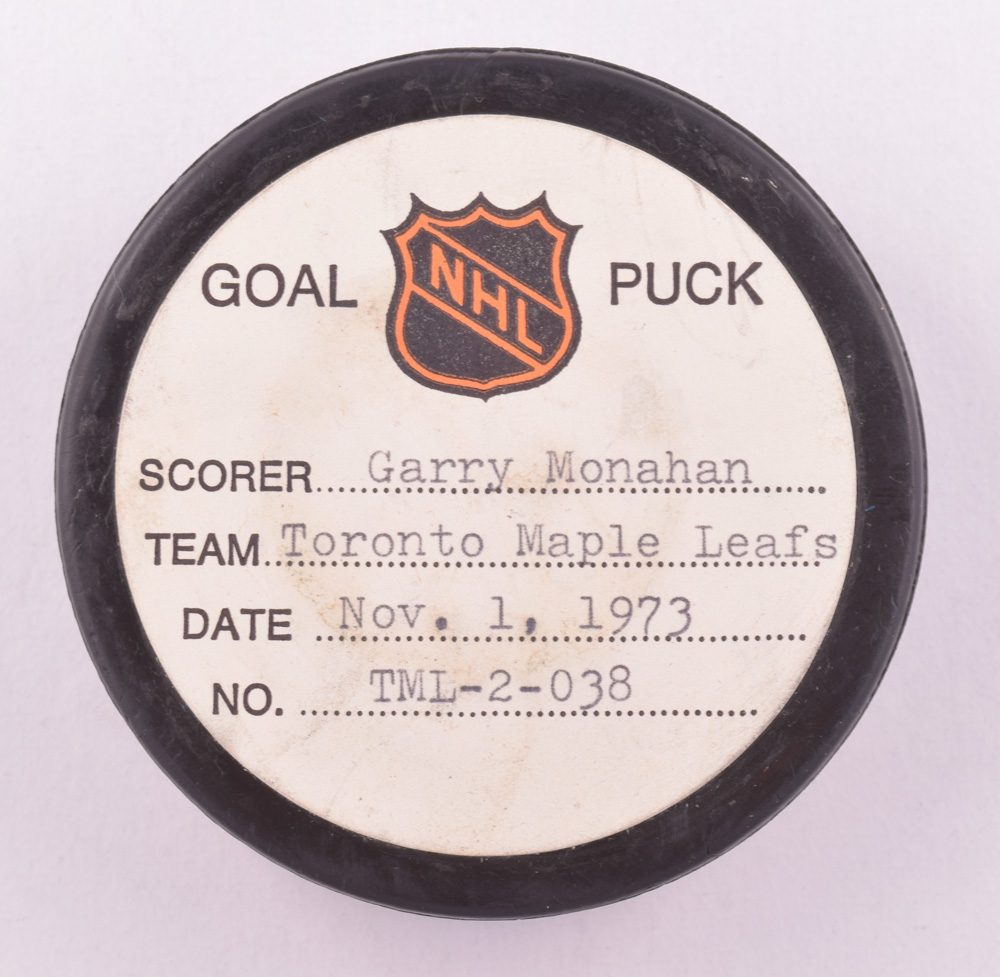 GOAL NHL PUCK
SCORER Garry Monahan
TEAM Toronto Maple Leafs
DATE Nov. 1, 1973
NO. TML-2-038